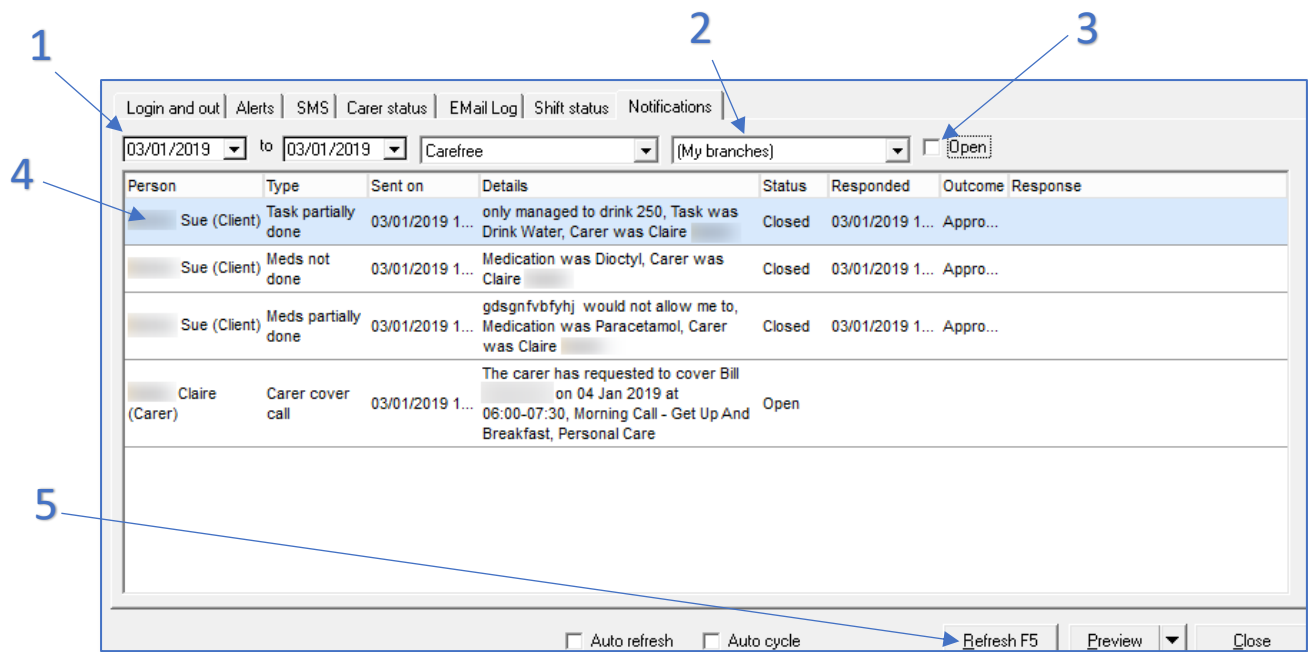 1
2
3
Login and out Alerts SMS Carer status EMail Log Shift status Notifications
03/01/2019 to 03/01/2019 Carefree (My branches) Open
4
Person Type Sent on Details Status Responded Outcome Response
Sue (Client) Task partially done 03/01/2019 1... only managed to drink 250, Task was
Drink Water, Carer was Claire Closed 03/01/2019 1... Appro...
Sue (Client) Meds not done 03/01/2019 1... Medication was Dioctyl, Carer was
Claire Closed 03/01/2019 1... Appro...
Sue (Client) Meds partially done 03/01/2019 1... gdsgnfvbfyhj would not allow me to,
Medication was Paracetamol, Carer
was Claire Closed 03/01/2019 1... Appro...
Claire (Carer) Carer cover call 03/01/2019 1... The carer has requested to cover Bill
on 04 Jan 2019 at
06:00-07:30, Morning Call - Get Up And
Breakfast, Personal Care Open
5
Auto refresh Auto cycle Refresh F5 Preview Close